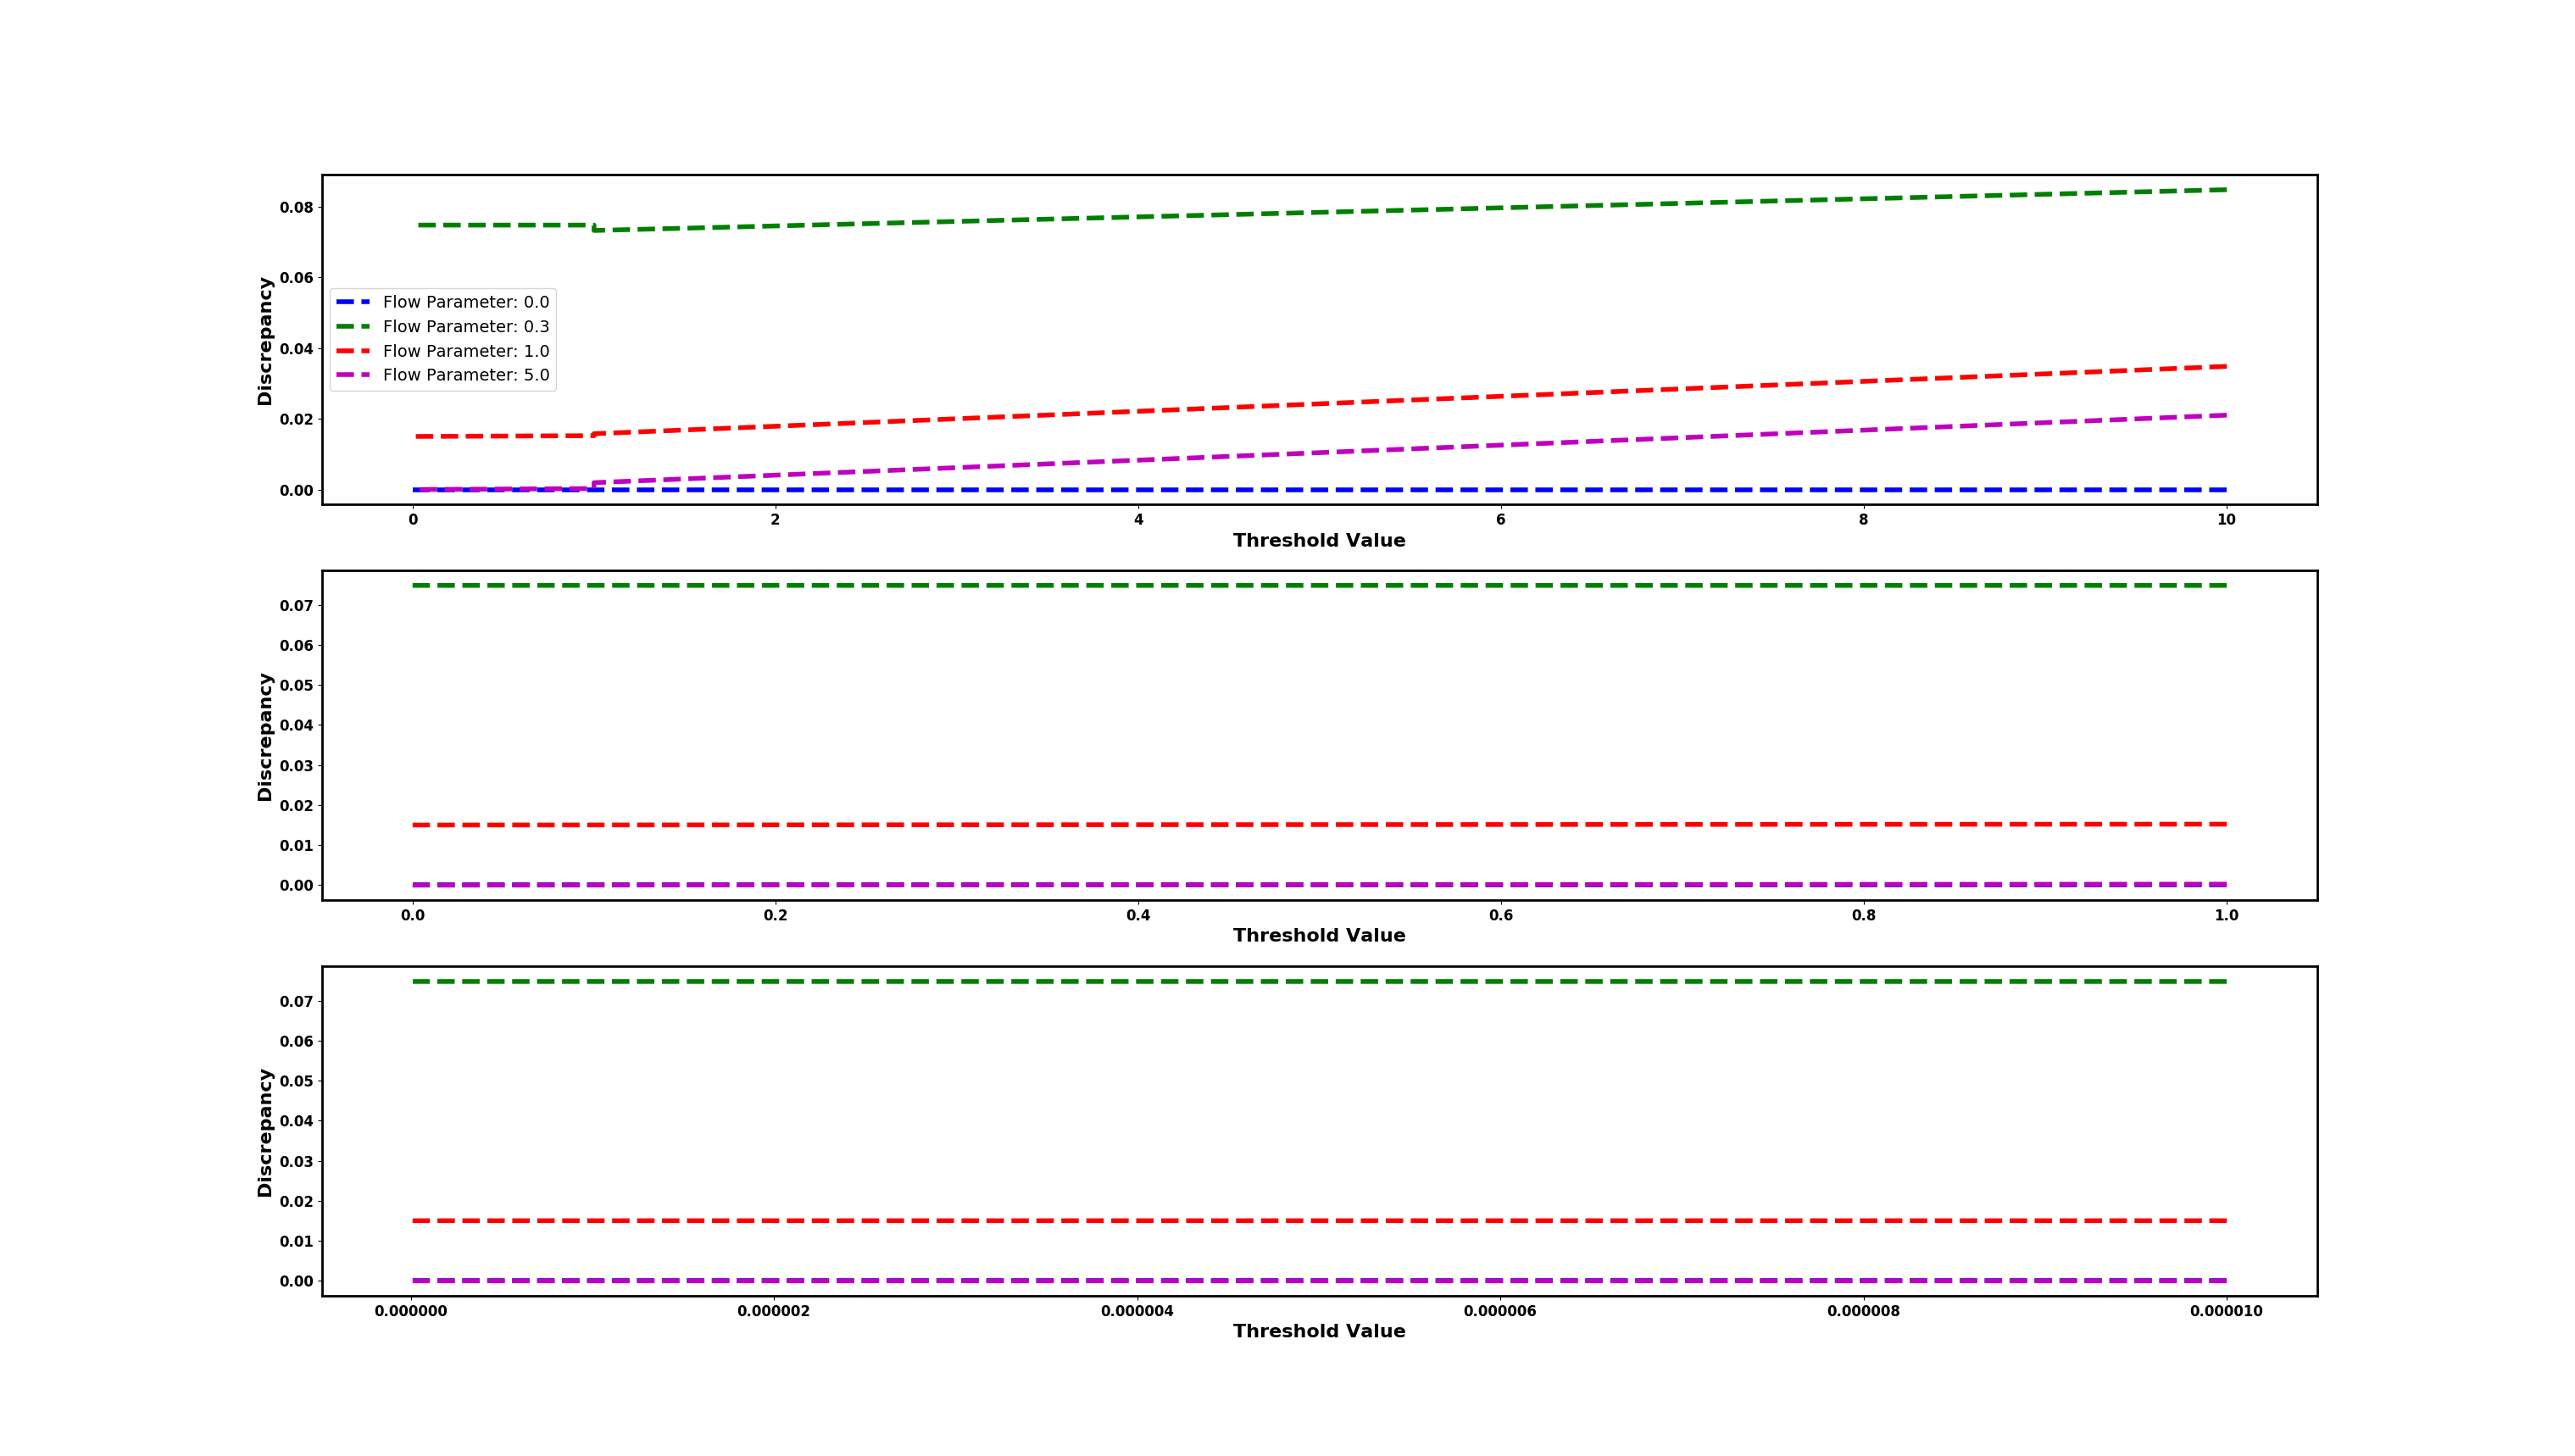 0.08
0.06
0.04
0.02
0.00
Discrepancy
Flow Parameter: 0.0
Flow Parameter: 0.3
Flow Parameter: 1.0
Flow Parameter: 5.0
0 2 4 6 8 10
Threshold Value
0.07
0.06
0.05
0.04
0.03
0.02
0.01
0.00
Discrepancy
0.0 0.2 0.4 0.6 0.8 1.0
Threshold Value
0.07
0.06
0.05
0.04
0.03
0.02
0.01
0.00
Discrepancy
0.000000 0.000002 0.000004 0.000006 0.000008 0.000010
Threshold Value